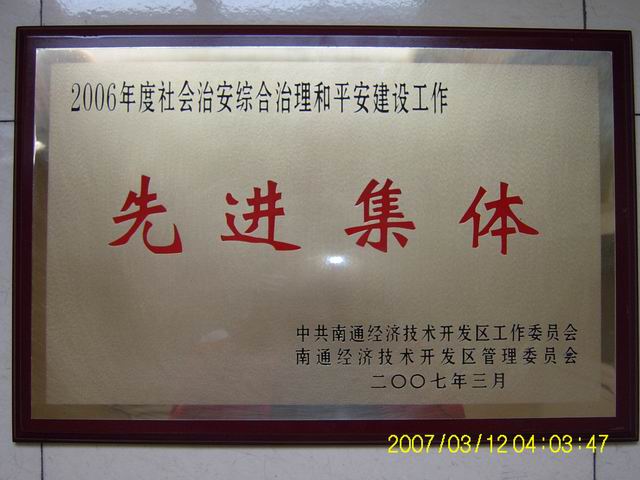 2006年度社会治安综合治理和平安建设工作
先进集体
中共南通经济技术开发区工作委员会
南通经济技术开发区管理委员会
二〇〇七年三月
2007/03/12 04:03:47